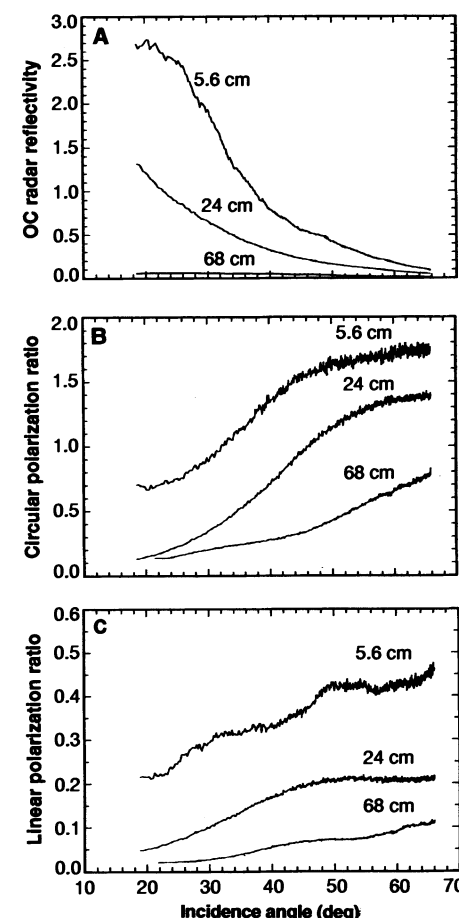 A
3.0
2.5
2.0
1.5
1.0
0.5
0.0
OC radar reflectivity
5.6 cm
24 cm
68 cm
B
2.0
1.5
1.0
0.5
0.0
Circular polarization ratio
5.6 cm
24 cm
68 cm
C
0.6
0.5
0.4
0.3
0.2
0.1
0.0
Linear polarization ratio
5.6 cm
24 cm
68 cm
10 20 30 40 50 60 70
Incidence angle (deg)